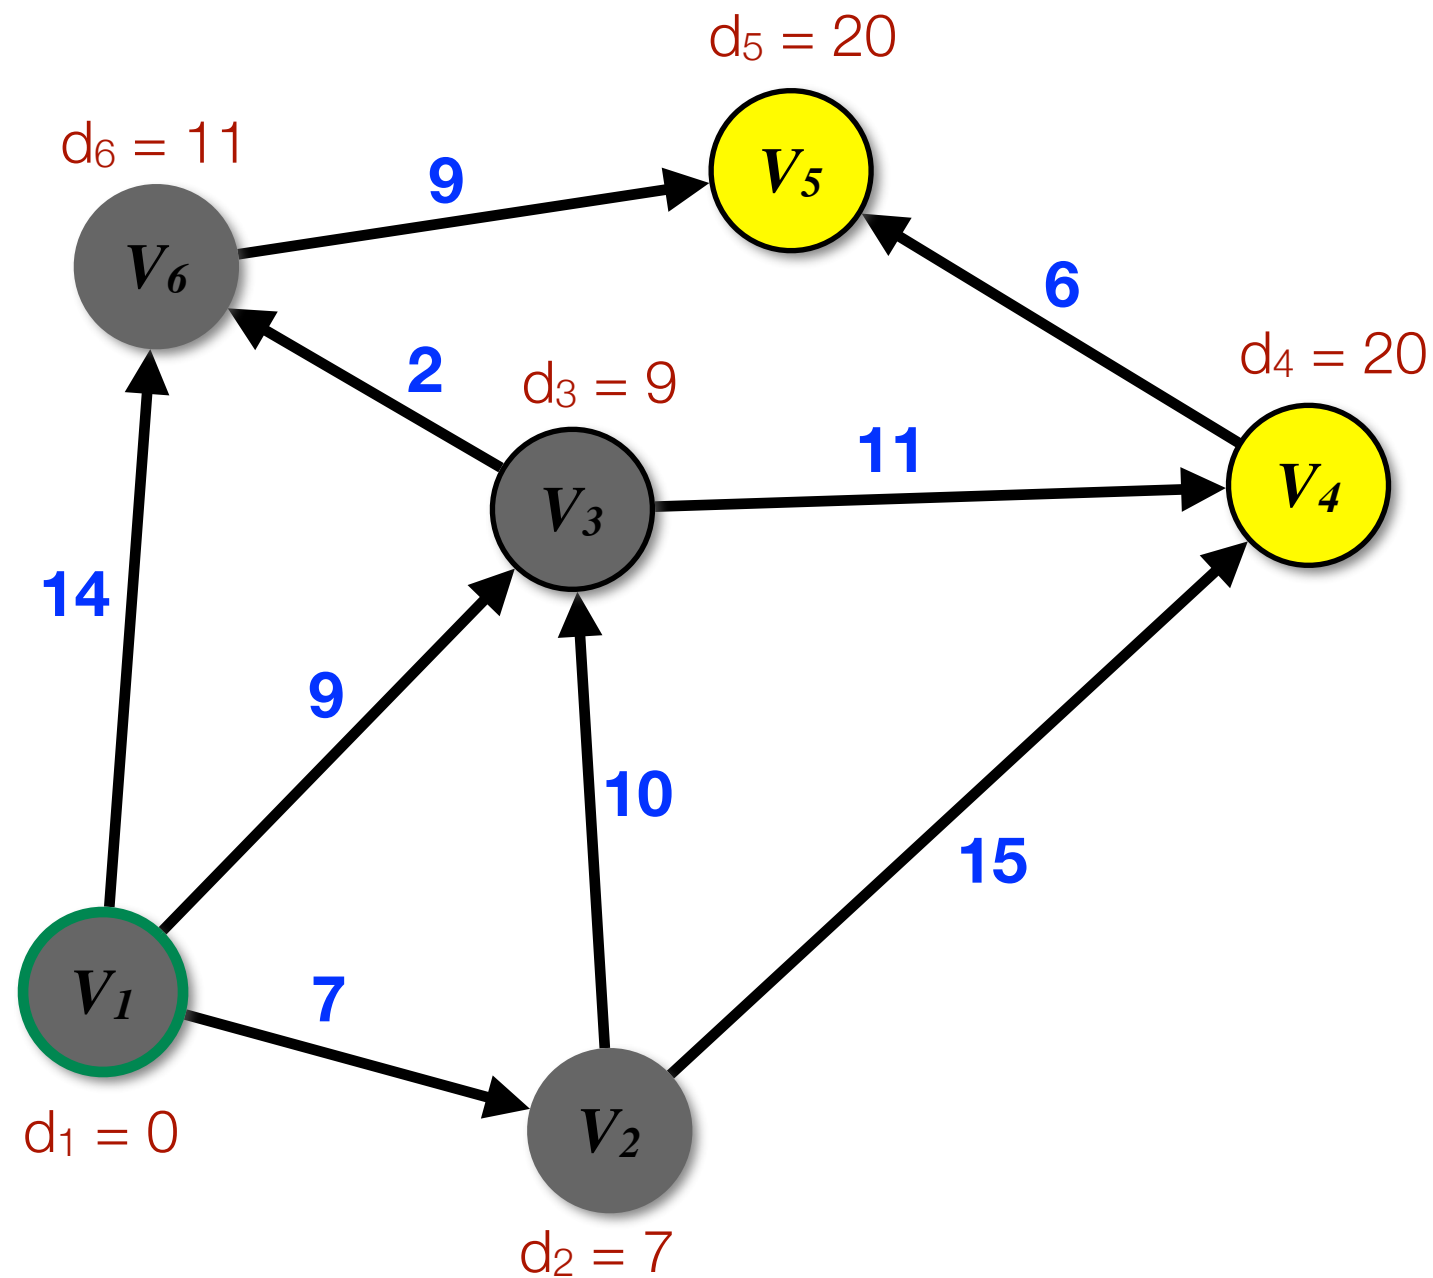 d5 = 20
d6 = 11
9
V5
V6
6
2
d3 = 9
d4 = 20
11
V3
V4
14
9
10
15
V1
7
d1 = 0
V2
d2 = 7